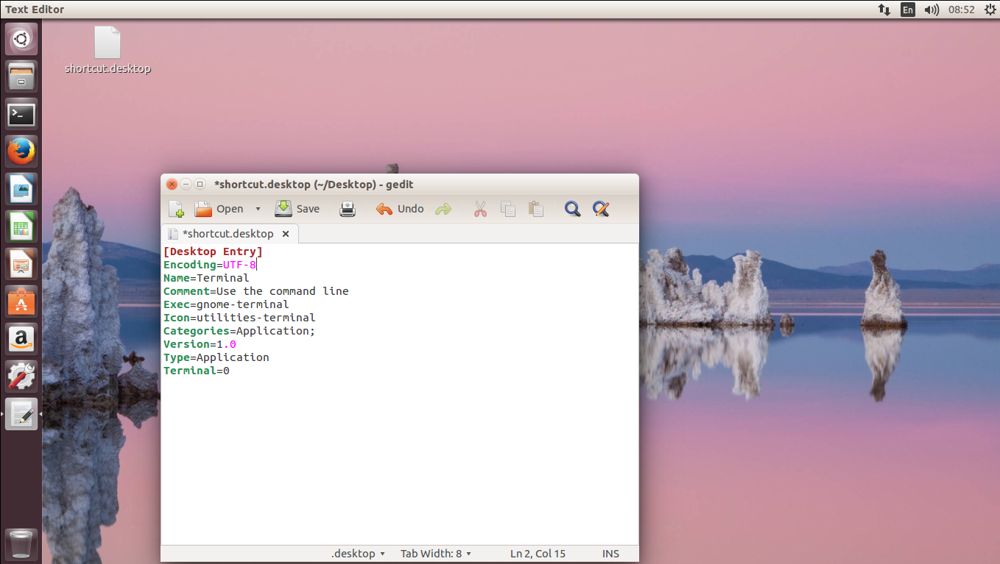 Text Editor
En
08:52
shortcut.desktop
*shortcut.desktop (~/Desktop) - gedit
Open
Save
Undo
*shortcut.desktop
[Desktop Entry]
Encoding=UTF-8
Name=Terminal
Comment=Use the command line
Exec=gnome-terminal
Icon=utilities-terminal
Categories=Application;
Version=1.0
Type=Application
Terminal=0
.desktop
Tab Width: 8
Ln 2, Col 15
INS